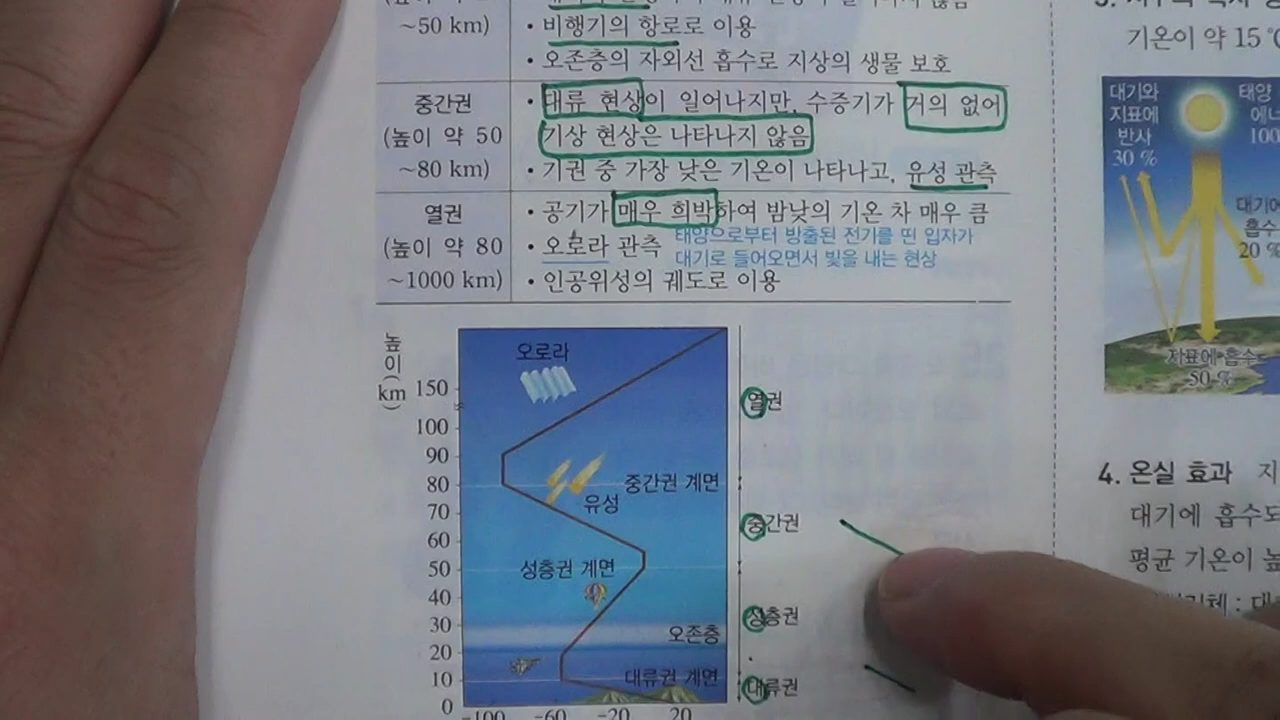 ~50 km)
• 비행기의 항로로 이용
• 오존층의 자외선 흡수로 지상의 생물 보호
중간권
(높이 약 50
~80 km)
• 대류 현상이 일어나지만, 수증기가 거의 없어
기상 현상은 나타나지 않음
• 기권 중 가장 낮은 기온이 나타나고, 유성 관측
열권
(높이 약 80
~1000 km)
• 공기가 매우 희박하여 밤낮의 기온 차 매우 큼
• 오로라 관측 태양으로부터 방출된 전기를 띤 입자가
대기로 들어오면서 빛을 내는 현상
• 인공위성의 궤도로 이용
높이(km)
150
100
90
80
70
60
50
40
30
20
10
0
-100 -60 -20 20
오로라
중간권 계면
유성
성층권 계면
오존층
대류권 계면
열권
중간권
성층권
대류권
기온이 약 15
대기와
지표에
반사
30 %
태양
100
대기
흡수
20 %
지표에 흡수
50 %
4. 온실 효과 지
대기에 흡수
평균 기온이